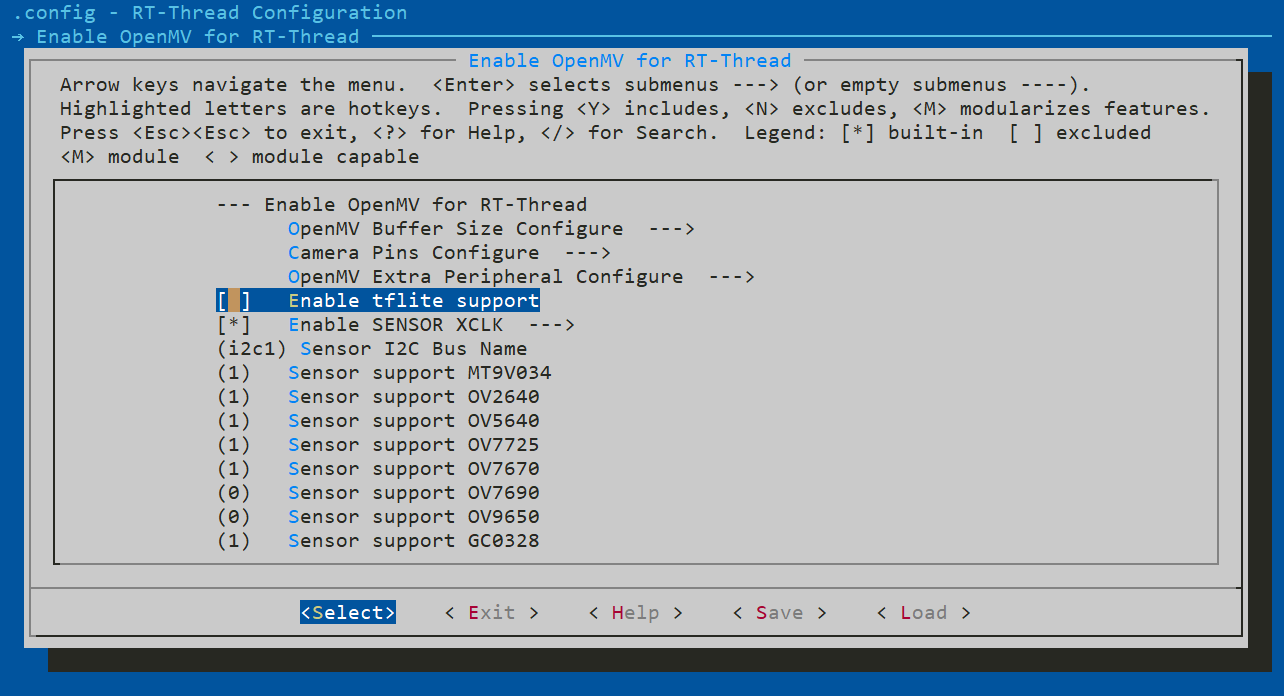 .config - RT-Thread Configuration
→ Enable OpenMV for RT-Thread
Enable OpenMV for RT-Thread
Arrow keys navigate the menu.  <Enter> selects submenus ---> (or empty submenus ----).
Highlighted letters are hotkeys.  Pressing <Y> includes, <N> excludes, <M> modularizes features.
Press <Esc><Esc> to exit, <?> for Help, </> for Search.  Legend: [*] built-in  [ ] excluded
<M> module  < > module capable
--- Enable OpenMV for RT-Thread
OpenMV Buffer Size Configure  --->
Camera Pins Configure  --->
OpenMV Extra Peripheral Configure  --->
[ ]   Enable tflite support
[*]   Enable SENSOR XCLK  --->
(i2c1) Sensor I2C Bus Name
(1)   Sensor support MT9V034
(1)   Sensor support OV2640
(1)   Sensor support OV5640
(1)   Sensor support OV7725
(1)   Sensor support OV7670
(0)   Sensor support OV7690
(0)   Sensor support OV9650
(1)   Sensor support GC0328
<Select>    < Exit >    < Help >    < Save >    < Load >